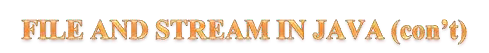 FILE AND STREAM IN JAVA (con’t)